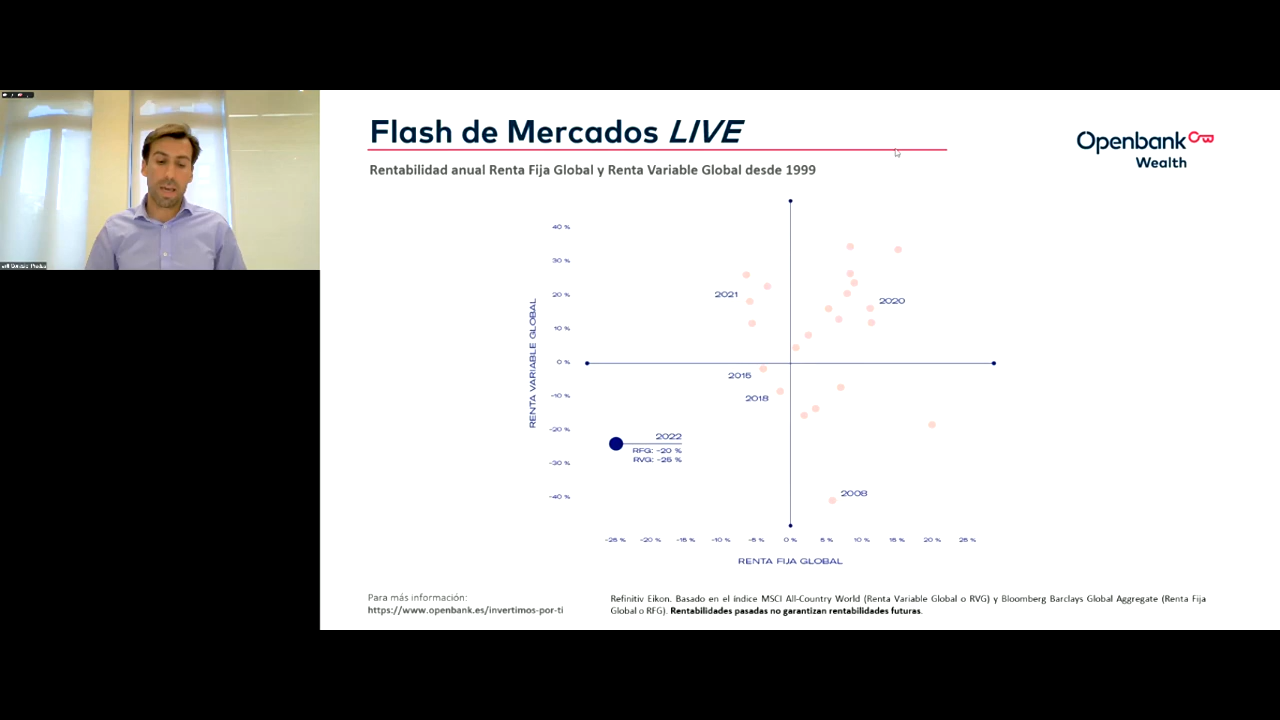 Flash de Mercados LIVE
Openbank
Wealth
Rentabilidad anual Renta Fija Global y Renta Variable Global desde 1999
RENTA VARIABLE GLOBAL
40 %
30 %
20 %
10 %
0 %
-10 %
-20 %
-30 %
-40 %
2021
2020
2015
2018
2022
RFG: -20 %
RVG: -25 %
2008
-25 % -20 % -15 % -10 % -5 % 0 % 5 % 10 % 15 % 20 % 25 %
RENTA FIJA GLOBAL
Para más información:
https://www.openbank.es/invertimos-por-ti
Refinitiv Eikon. Basado en el índice MSCI All-Country World (Renta Variable Global o RVG) y Bloomberg Barclays Global Aggregate (Renta Fija
Global o RFG). Rentabilidades pasadas no garantizan rentabilidades futuras.